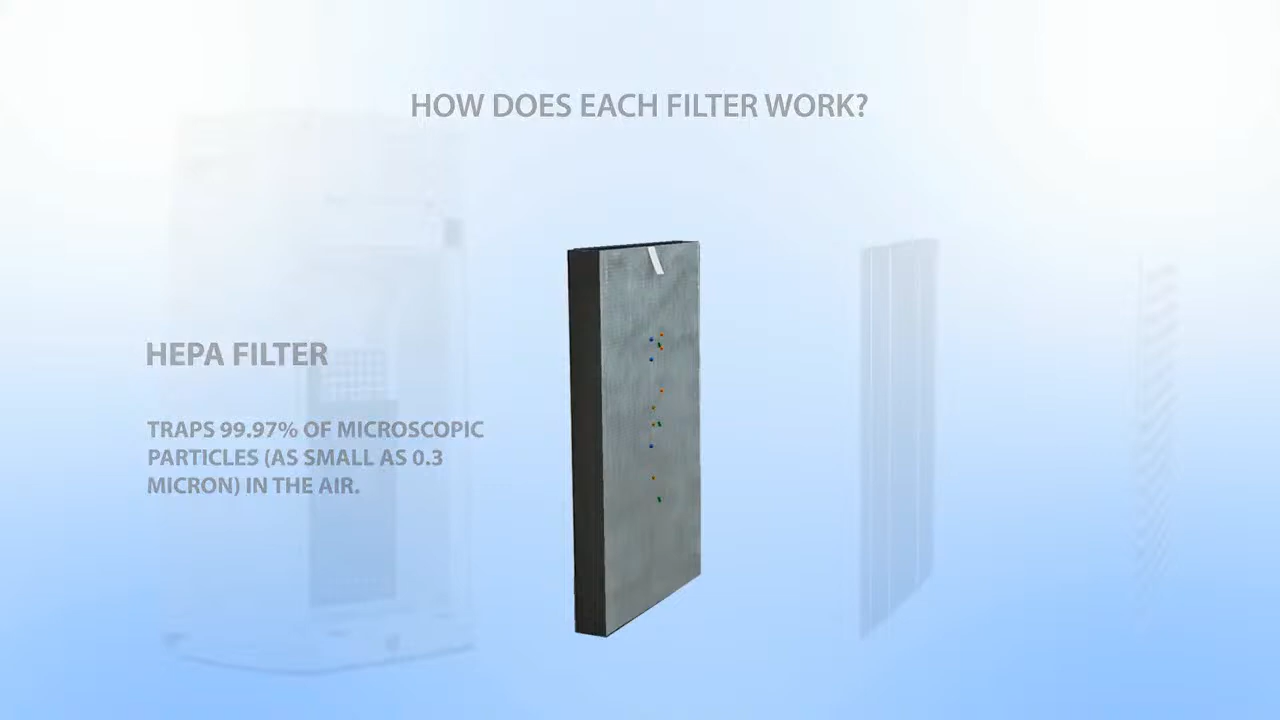 HOW DOES EACH FILTER WORK?
HEPA FILTER
TRAPS 99.97% OF MICROSCOPIC
PARTICLES (AS SMALL AS 0.3
MICRON) IN THE AIR.